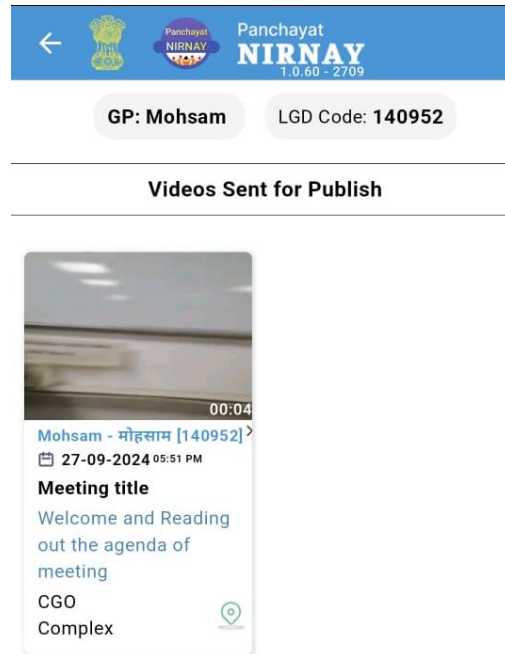 Panchayat
NIRNAY
Panchayat
NIRNAY
1.0.60 - 2709
GP: Mohsam
LGD Code: 140952
Videos Sent for Publish
00:04
Mohsam - मोहसाम [140952]
27-09-2024 05:51 PM
Meeting title
Welcome and Reading
out the agenda of
meeting
CGO
Complex